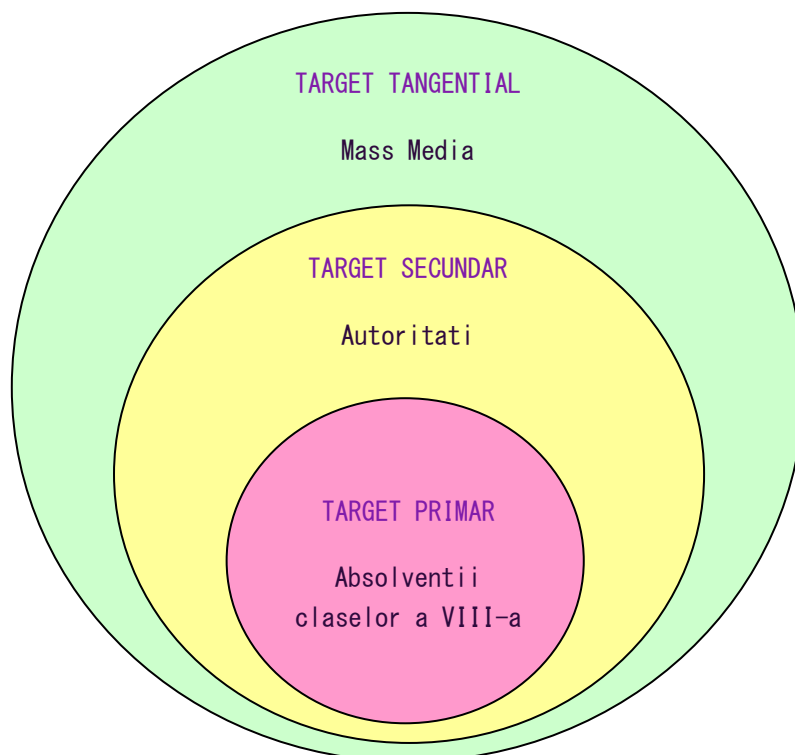 TARGET TANGENTIAL
Mass Media
TARGET SECUNDAR
Autoritati
TARGET PRIMAR
Absolventii
claselor a VIII-a